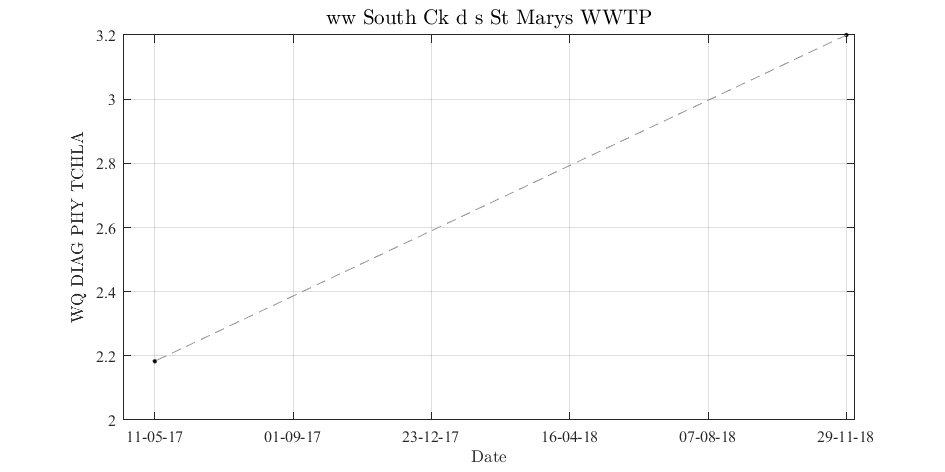 ww South Ck d s St Marys WWTP
3.2
3
2.8
2.6
2.4
2.2
2
WQ DIAG PHY TCHLA
11-05-17 01-09-17 23-12-17 16-04-18 07-08-18 29-11-18
Date